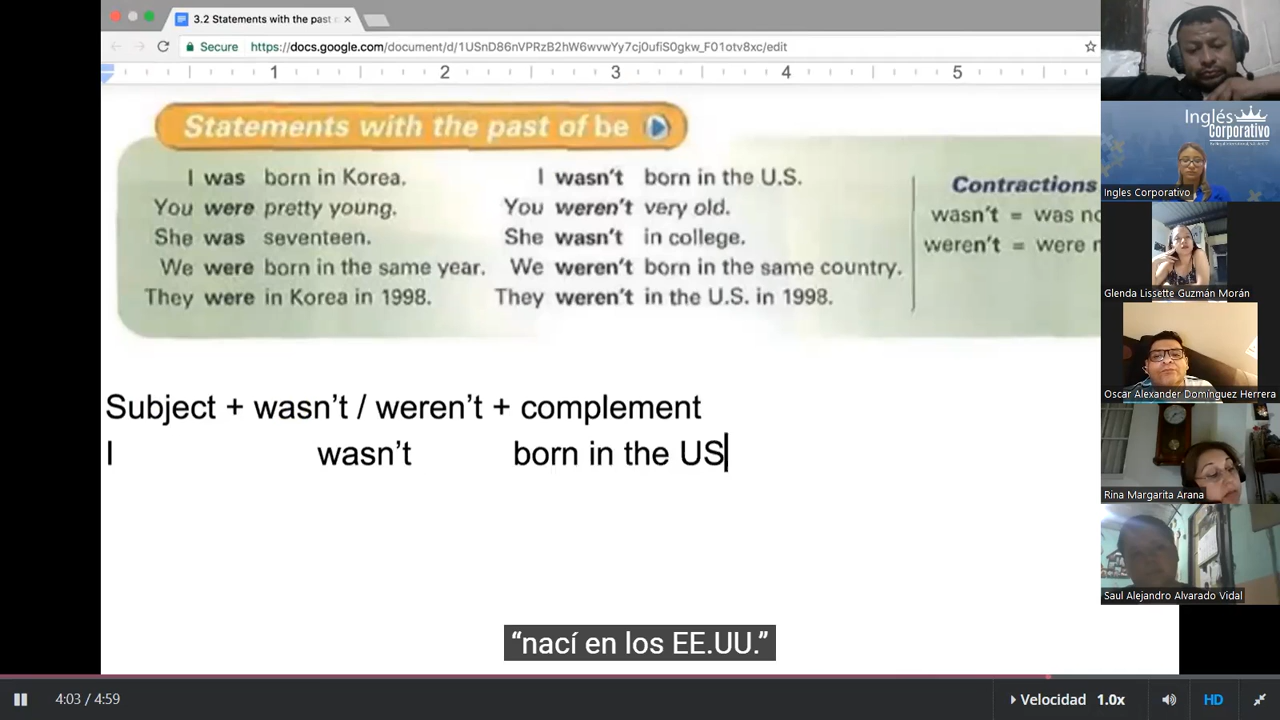 3.2 Statements with the past
Secure https://docs.google.com/document/d/1USnD86nVPRzB2hW6wvwYy7cj0ufiS0gkw_F01otv8xc/edit
1 2 3 4 5
Statements with the past of be
I was born in Korea. I wasn't born in the U.S.
You were pretty young. You weren't very old.
She was seventeen. She wasn't in college.
We were born in the same year. We weren't born in the same country.
They were in Korea in 1998. They weren't in the U.S. in 1998.
Contractions
wasn't = was no
weren't = were
Subject + wasn't / weren't + complement
I wasn't born in the US
"nací en los EE.UU."
4:03 / 4:59
Velocidad 1.0x
HD
Inglés
Corporativo
Ingles Corporativo
Glenda Lissette Guzmán Morán
Oscar Alexander Domínguez Herrera
Rina Margarita Arana
Saul Alejandro Alvarado Vidal